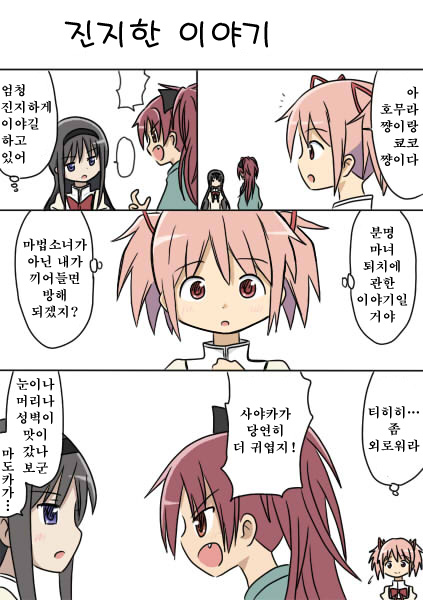 진지한 이야기
아
호무라
쨩이랑
쿄코
쨩이다
엄청
진지하게
이야길
하고
있어
분명
마녀
퇴치에
관한
이야기일
거야
마법소녀가
아닌 내가
끼어들면
방해
되겠지?
티히히…
좀
외로워라
사야카가
당연히
더 귀엽지!
눈이나
머리나
성벽이
맛이
갔나
보군
마도카가…